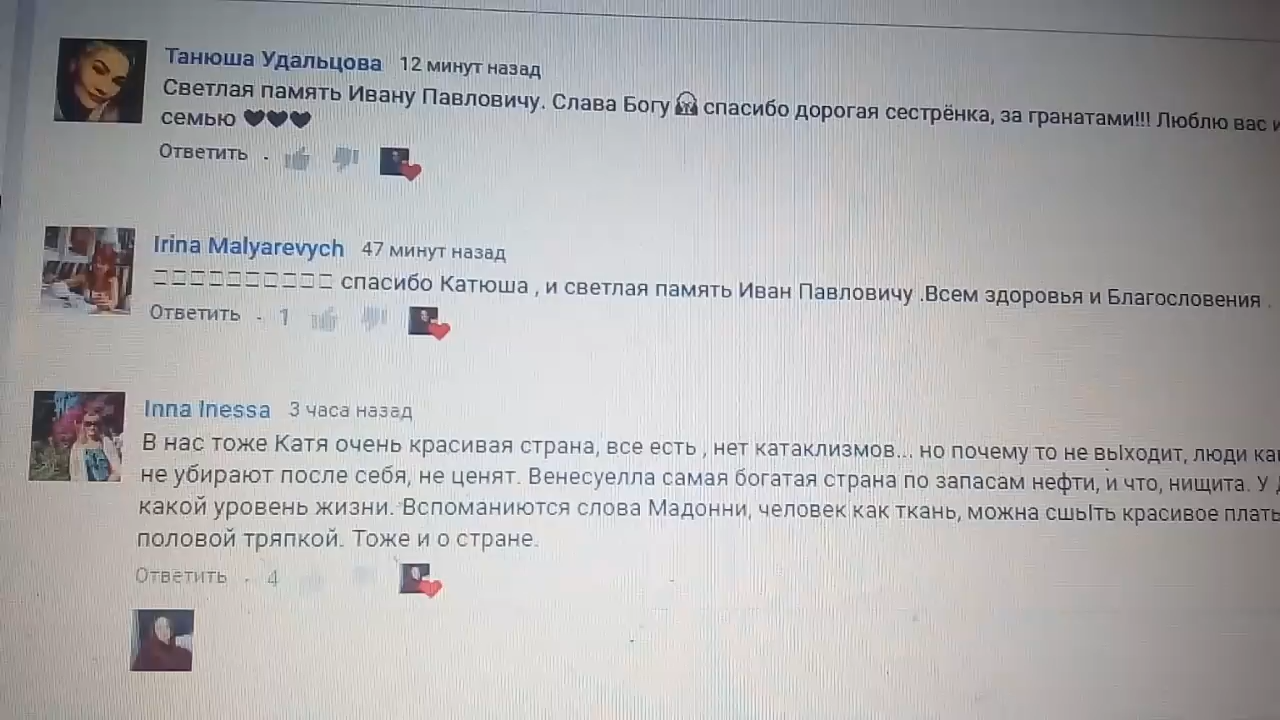 Танюша Удальцова 12 минут назад
Светлая память Ивану Павловичу. Слава Богу спасибо дорогая сестрёнка, за гранатами!!! Люблю вас и
семью ♥♥♥
Ответить
Irina Malyarevych 47 минут назад
□□□□□□□□□□ спасибо Катюша , и светлая память Иван Павловичу .Всем здоровья и Благословения .
Ответить 1
Inna Inessa 3 часа назад
В нас тоже Катя очень красивая страна, все есть , нет катаклизмов... но почему то не выІходит, люди
не убирают после себя, не ценят. Венесуелла самая богатая страна по запасам нефти, и что, нищита. У
какой уровень жизни. Вспоманиются слова Мадонни, человек как ткань, можна сшыІть красивое плать
половой тряпкой. Тоже и о стране.
Ответить 4